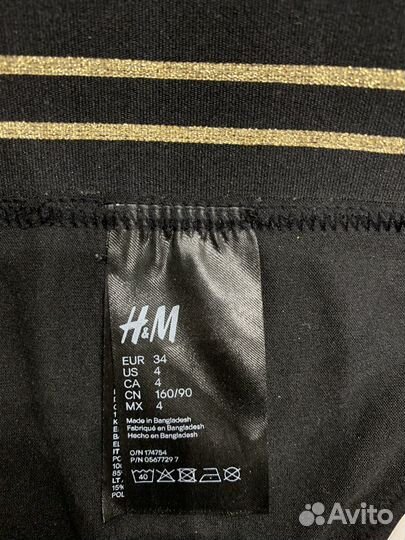 H&M
EUR 34
US 4
CA 4
CN 160/90
MX 4
Made in Bangladesh
Fabriqué en Bangladesh
Hecho en Bangladesh
O/N 174754
P/N 0567729 7
40
Avito